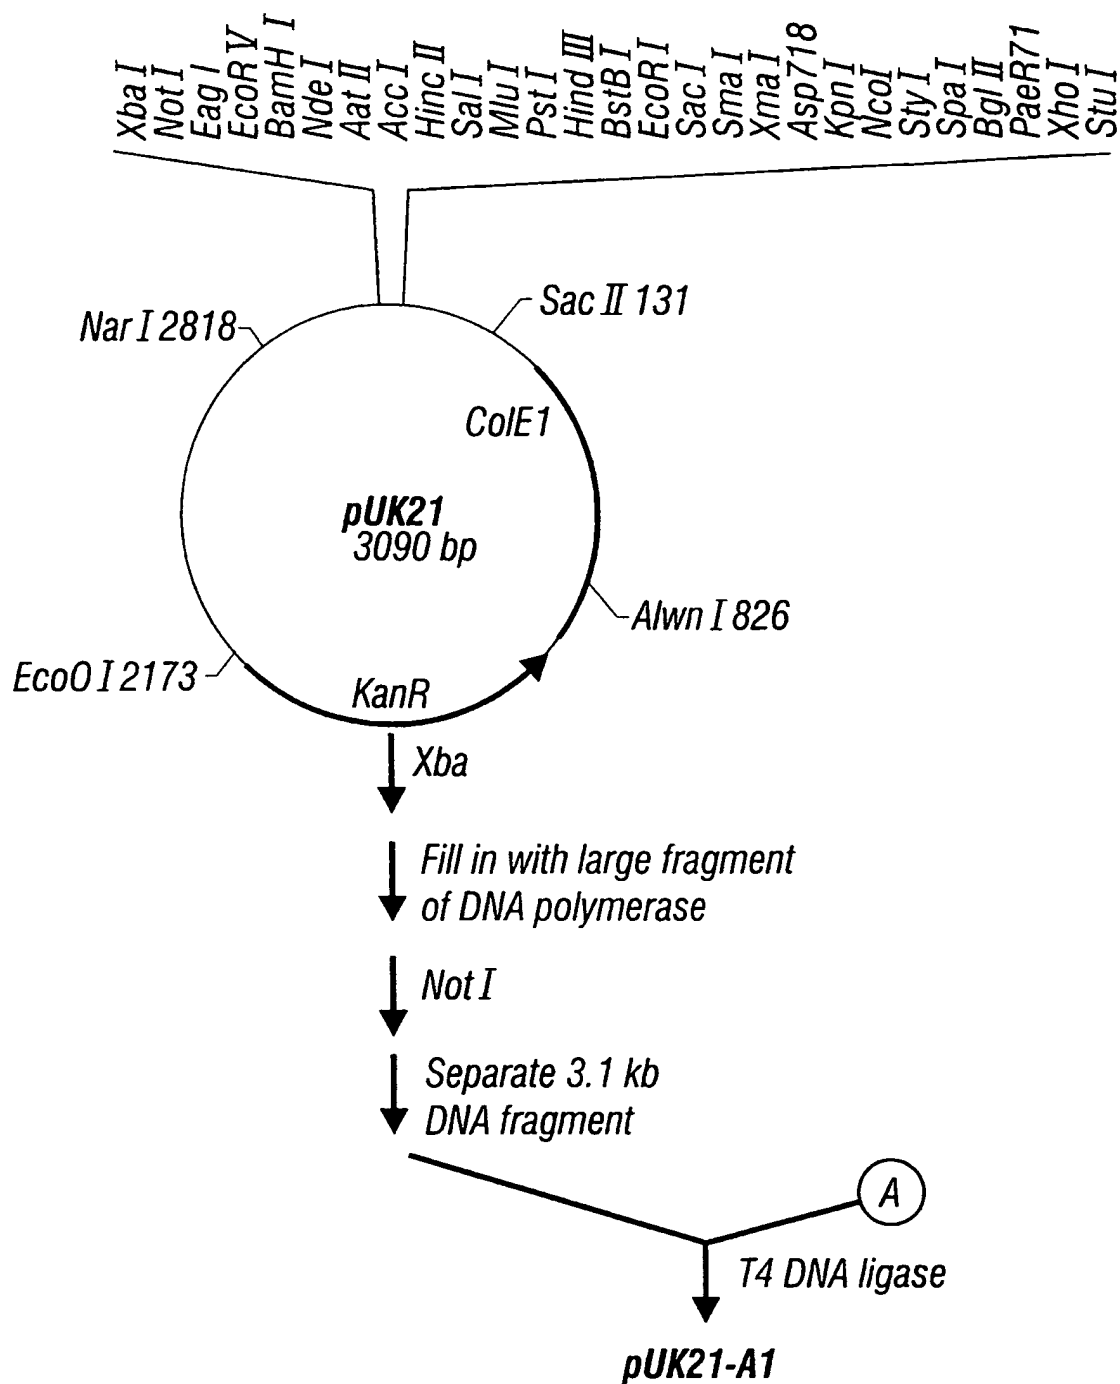 Xba I
Not I
Eag I
EcoR V
BamH I
Nde I
Aat II
Acc I
Hinc II
Sal I
Mlu I
Pst I
Hind III
BstB I
EcoR I
Sac I
Sma I
Xma I
Asp718
Kpn I
Nco I
Sty I
Spa I
Bgl II
PaeR71
Xho I
Stu I
Sac II 131
Nar I 2818
ColE1
pUK21
3090 bp
Alwn I 826
EcoO I 2173
KanR
Xba
Fill in with large fragment
of DNA polymerase
Not I
Separate 3.1 kb
DNA fragment
A
T4 DNA ligase
pUK21-A1